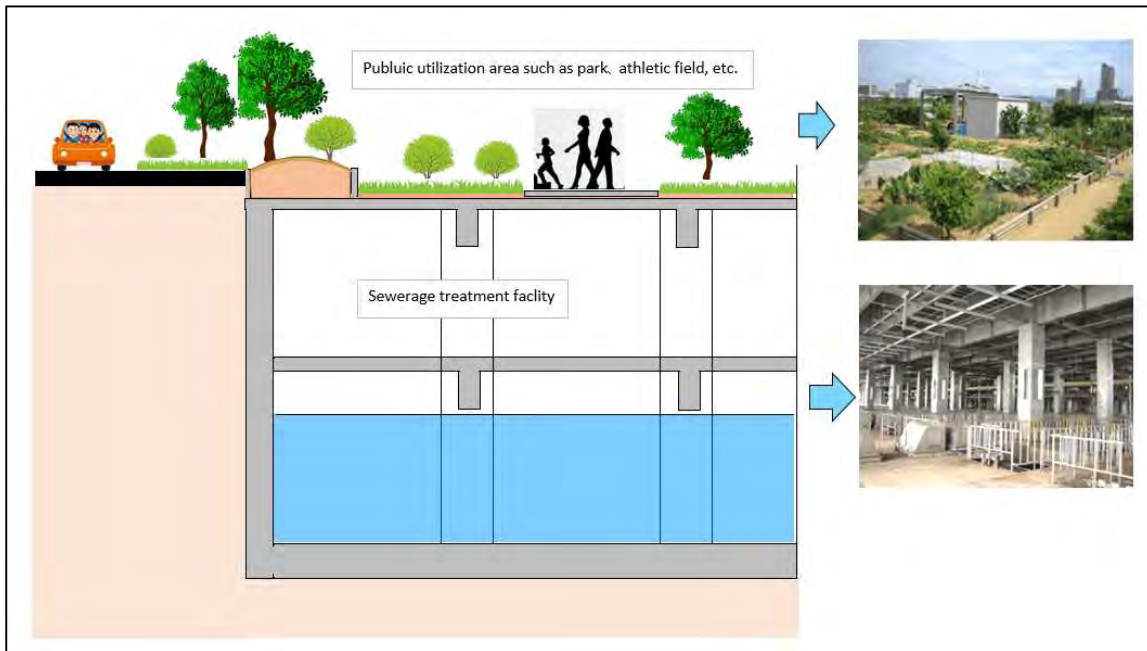 Publuic utilization area such as park、athletic field, etc.
Sewerage treatment faclity